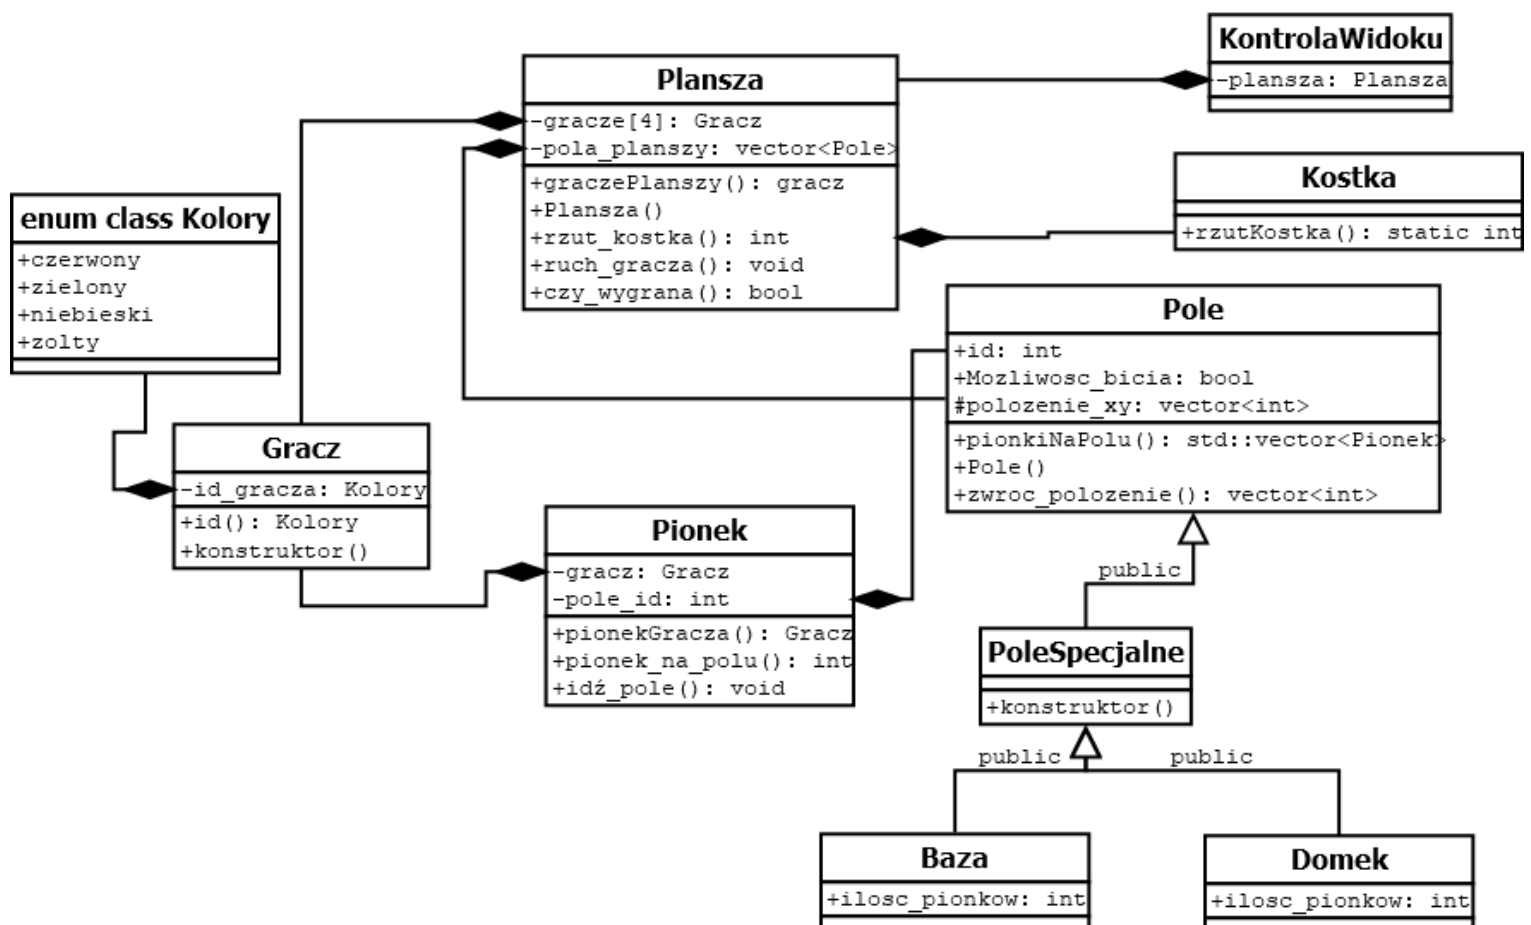 KontrolaWidoku
-plansza: Plansza
Plansza
-gracze[4]: Gracz
-pola_planszy: vector<Pole>
+graczePlanszy(): gracz
+Plansza()
+rzut_kostka(): int
+ruch_gracza(): void
+czy_wygrana(): bool
Kostka
+rzutKostka(): static int
enum class Kolory
+czerwony
+zielony
+niebieski
+zolty
Pole
+id: int
+Mozliwosc_bicia: bool
#polozenie_xy: vector<int>
+pionkiNaPolu(): std::vector<Pionek>
+Pole()
+zwroc_polozenie(): vector<int>
Gracz
-id_gracza: Kolory
+id(): Kolory
+konstruktor()
Pionek
-gracz: Gracz
-pole_id: int
+pionekGracza(): Gracz
+pionek_na_polu(): int
+idź_pole(): void
public
PoleSpecjalne
+konstruktor()
public
public
Baza
+ilosc_pionkow: int
Domek
+ilosc_pionkow: int